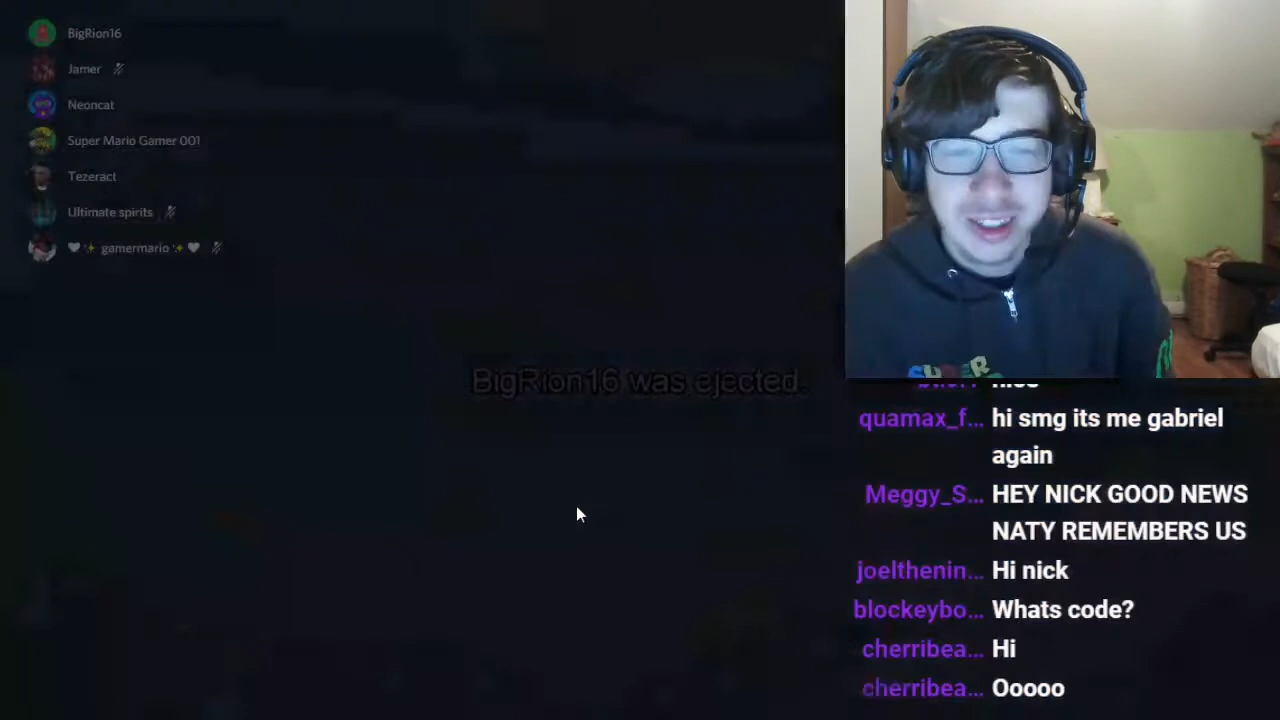 BigRion16
Jamer
Neoncat
Super Mario Gamer 001
Tezeract
Ultimate spirits
gamermario
BigRion16 was ejected.
quamax_f... hi smg its me gabriel
again
Meggy_S... HEY NICK GOOD NEWS
NATY REMEMBERS US
joelthenin... Hi nick
blockeybo... Whats code?
cherribea... Hi
cherribea... Ooooo